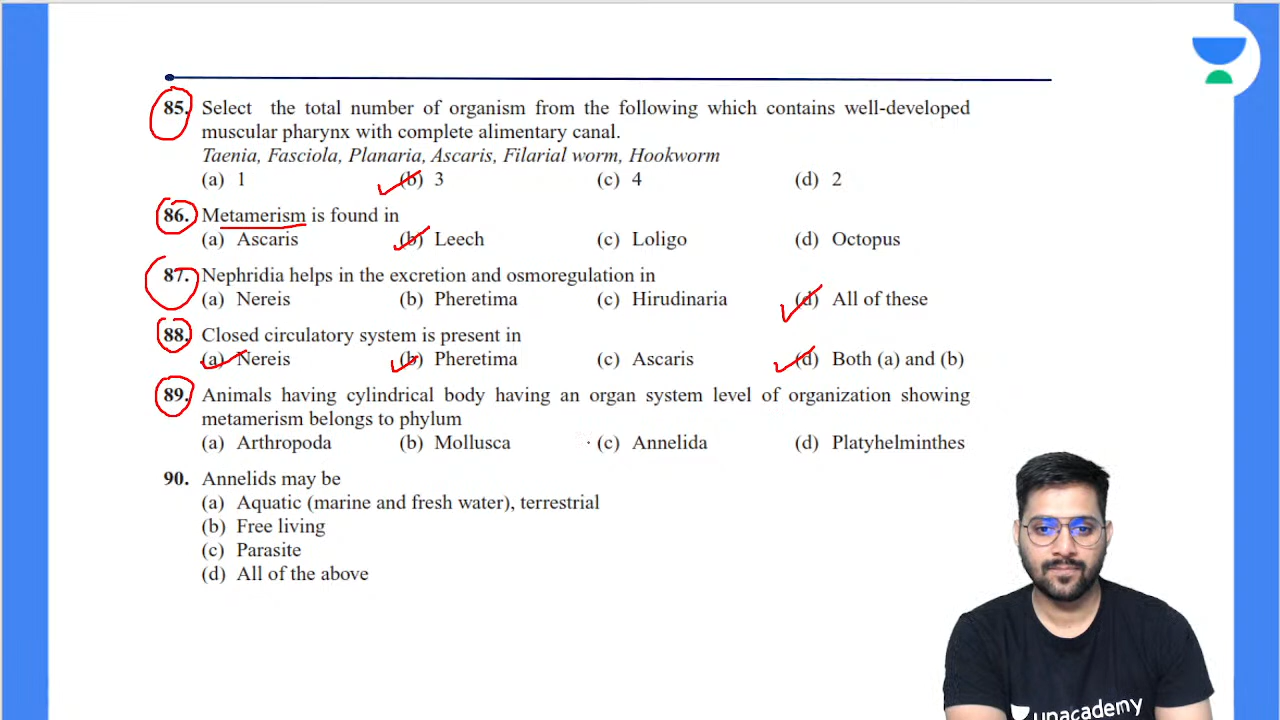 85. Select the total number of organism from the following which contains well-developed
muscular pharynx with complete alimentary canal.
Taenia, Fasciola, Planaria, Ascaris, Filarial worm, Hookworm
(a) 1 (b) 3 (c) 4 (d) 2
86. Metamerism is found in
(a) Ascaris (b) Leech (c) Loligo (d) Octopus
87. Nephridia helps in the excretion and osmoregulation in
(a) Nereis (b) Pheretima (c) Hirudinaria (d) All of these
88. Closed circulatory system is present in
(a) Nereis (b) Pheretima (c) Ascaris (d) Both (a) and (b)
89. Animals having cylindrical body having an organ system level of organization showing
metamerism belongs to phylum
(a) Arthropoda (b) Mollusca (c) Annelida (d) Platyhelminthes
90. Annelids may be
(a) Aquatic (marine and fresh water), terrestrial
(b) Free living
(c) Parasite
(d) All of the above
unacademy